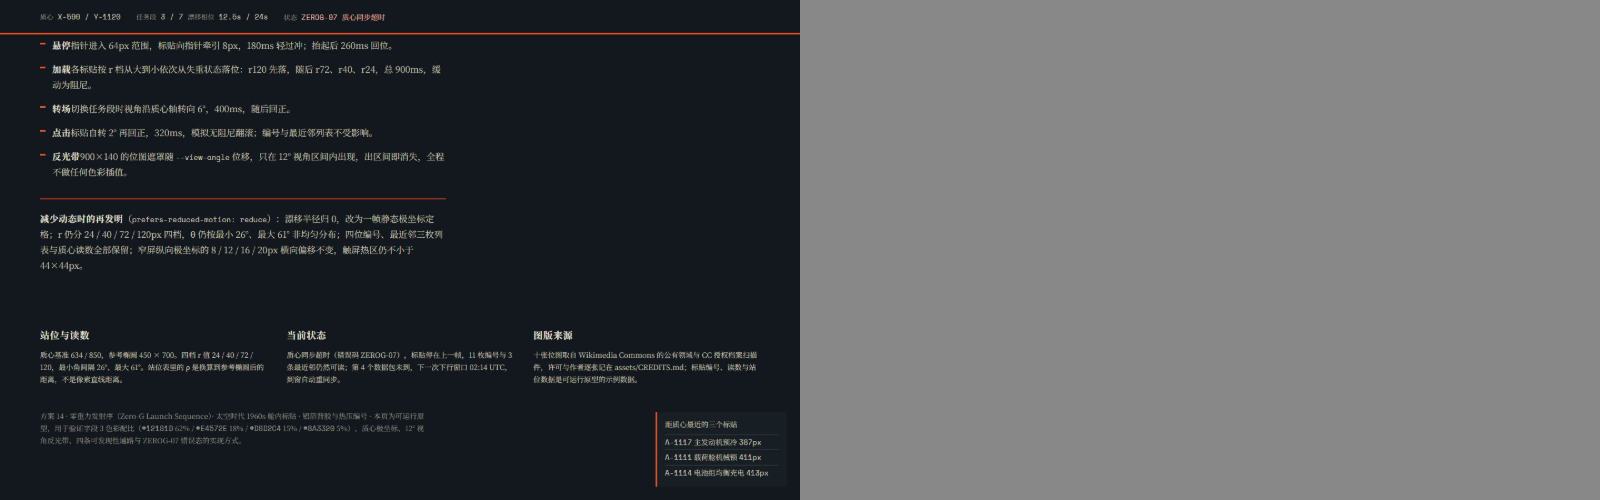 质心 X-590 / Y-1120 任务段 3 / 7 漂移相位 12.5s / 24s 状态 ZEROG-07 质心同步超时
悬停指针进入 64px 范围，标贴向指针牵引 8px，180ms 轻过冲；抬起后 260ms 回位。
加载各标贴按 r 档从大到小依次从失重状态落位：r120 先落，随后 r72、r40、r24，总 900ms，缓
动为阻尼。
转场切换任务段时视角沿质心轴转向 6°，400ms，随后回正。
点击标贴自转 2° 再回正，320ms，模拟无阻尼翻滚；编号与最近邻列表不受影响。
反光带900×140 的位图遮罩随 --view-angle 位移，只在 12° 视角区间内出现，出区间即消失，全程
不做任何色彩插值。
减少动态时的再发明（prefers-reduced-motion: reduce）：漂移半径归 0，改为一帧静态极坐标定
格；r 仍分 24 / 40 / 72 / 120px 四档，θ 仍按最小 26°、最大 61° 非均匀分布；四位编号、最近邻三枚列
表与质心读数全部保留；窄屏纵向极坐标的 8 / 12 / 16 / 20px 横向偏移不变，触屏热区仍不小于
44×44px。
站位与读数
质心基准 634 / 850，参考椭圆 450 × 700。四档 r 值 24 / 40 / 72 /
120，最小角间隔 26°、最大 61°。站位表里的 ρ 是换算到参考椭圆后的
距离，不是像素直线距离。
当前状态
质心同步超时（错误码 ZEROG-07），标贴停在上一帧，11 枚编号与 3
条最近邻仍然可读；第 4 个数据包未到，下一次下行窗口 02:14 UTC，
到窗自动重同步。
图版来源
十张位图取自 Wikimedia Commons 的公有领域与 CC 授权档案扫描
件，许可与作者逐张记在 assets/CREDITS.md；标贴编号、读数与站
位数据是可运行原型的示例数据。
方案 14 · 零重力发射序（Zero-G Launch Sequence）· 太空时代 1960s 舱内标贴 · 铝箔背胶与热压编号 · 本页为可运行原
型，用于验证字段 3 色彩配比（#12181D 62% / #E4572E 18% / #D8D2C4 15% / #8A3320 5%）、质心极坐标、12° 视
角反光带、四条可发现性通路与 ZEROG-07 错误态的实现方式。
距质心最近的三个标贴
A-1117 主发动机预冷 387px
A-1111 载荷舱机械锁 411px
A-1114 电池组均衡充电 413px